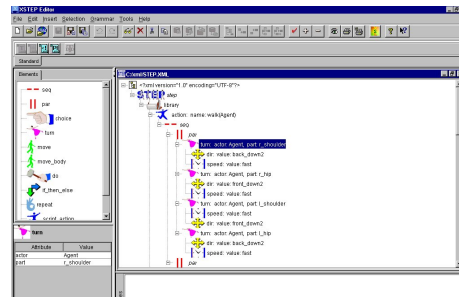 XSTEP Editor
File Edit Insert Selection Grammar Tools Help
Standard
Elements
seq
par
choice
turn
move
move_body
do
if_then_else
repeat
script_action
turn
Attribute Value
actor Agent
part r_shoulder
C:\xml\STEP.XML
<?xml version="1.0" encoding="UTF-8"?>
STEP step
library
action: name: walk(Agent)
seq
par
turn: actor: Agent, part: r_shoulder
dir: value: back_down2
speed: value: fast
turn: actor: Agent, part: r_hip
dir: value: front_down2
speed: value: fast
turn: actor: Agent, part: l_shoulder
speed: value: fast
dir: value: front_down2
turn: actor: Agent, part: l_hip
dir: value: back_down2
speed: value: fast
par